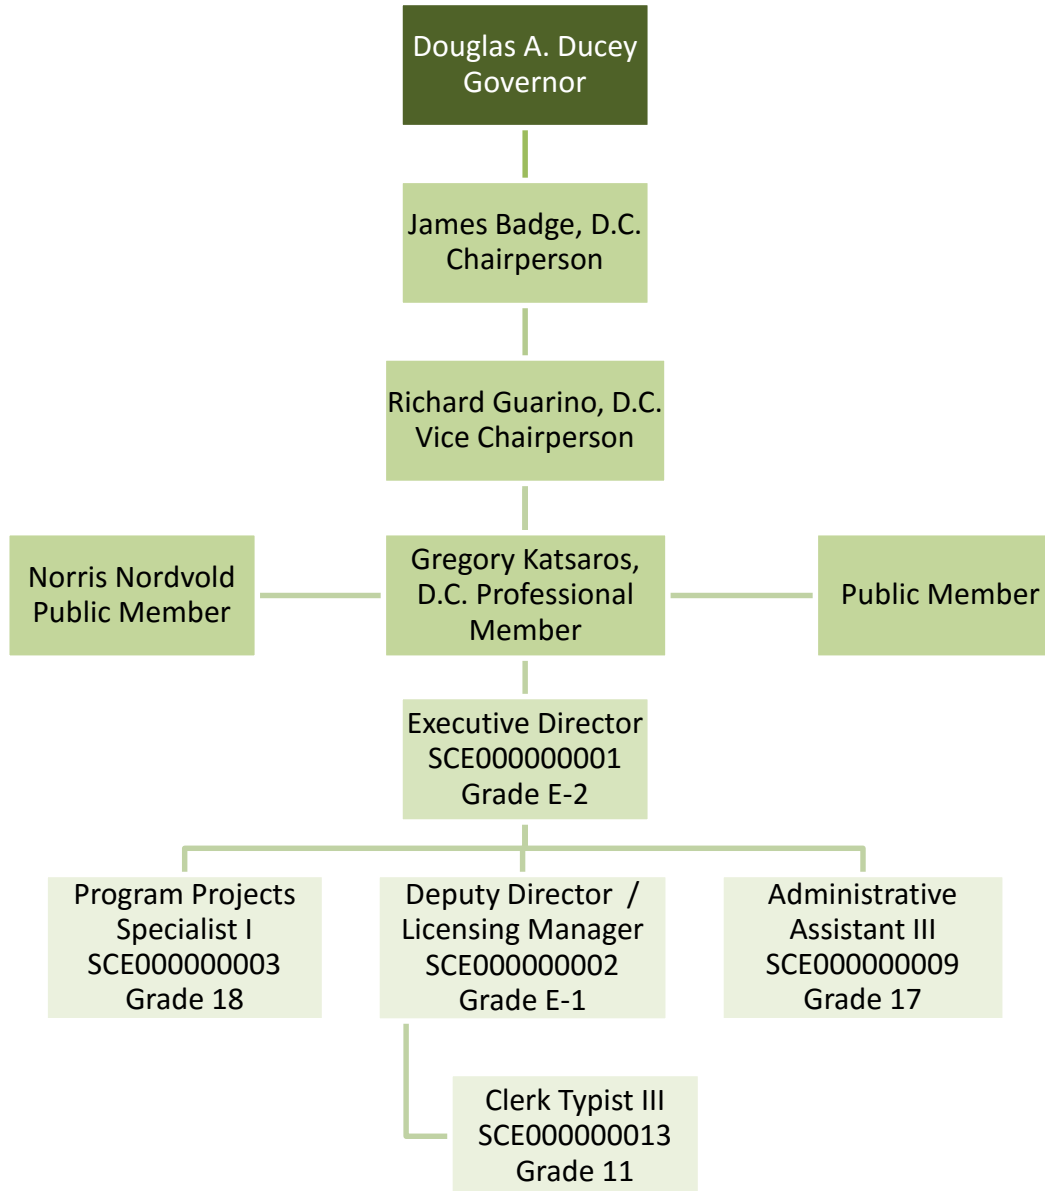 Douglas A. Ducey
Governor
James Badge, D.C.
Chairperson
Richard Guarino, D.C.
Vice Chairperson
Norris Nordvold
Public Member
Gregory Katsaros,
D.C. Professional
Member
Public Member
Executive Director
SCE000000001
Grade E-2
Program Projects
Specialist I
SCE000000003
Grade 18
Deputy Director /
Licensing Manager
SCE000000002
Grade E-1
Administrative
Assistant III
SCE000000009
Grade 17
Clerk Typist III
SCE000000013
Grade 11